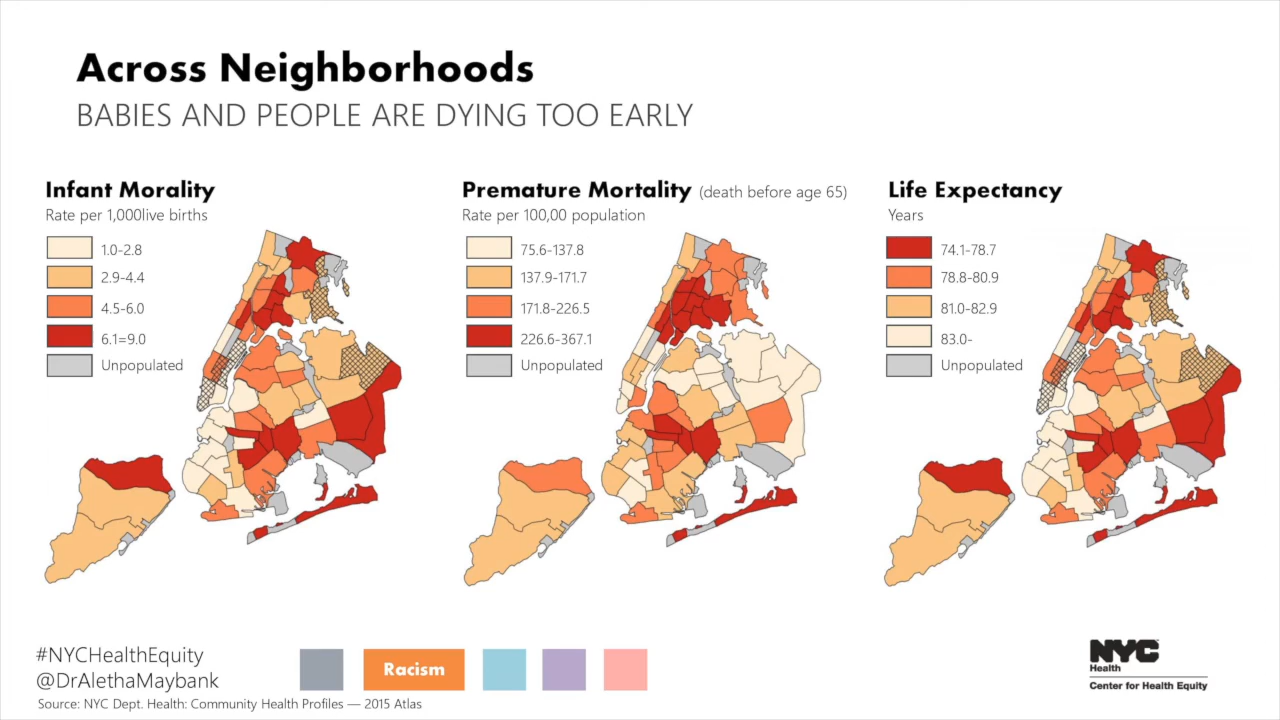 Across Neighborhoods
BABIES AND PEOPLE ARE DYING TOO EARLY
Infant Morality
Rate per 1,000live births
1.0-2.8
2.9-4.4
4.5-6.0
6.1=9.0
Unpopulated
Premature Mortality (death before age 65)
Rate per 100,00 population
75.6-137.8
137.9-171.7
171.8-226.5
226.6-367.1
Unpopulated
Life Expectancy
Years
74.1-78.7
78.8-80.9
81.0-82.9
83.0-
Unpopulated
#NYCHealthEquity
@DrAlethaMaybank
Source: NYC Dept. Health: Community Health Profiles — 2015 Atlas
Racism
NYC
Health
Center for Health Equity